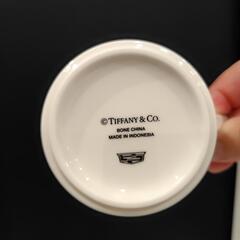 ©TIFFANY & CO.
BONE CHINA
MADE IN INDONESIA